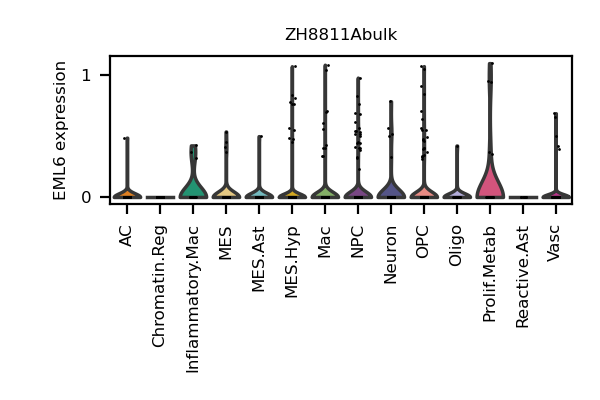 ZH8811Abulk
EML6 expression
1
0
AC
Chromatin.Reg
Inflammatory.Mac
MES
MES.Ast
MES.Hyp
Mac
NPC
Neuron
OPC
Oligo
Prolif.Metab
Reactive.Ast
Vasc